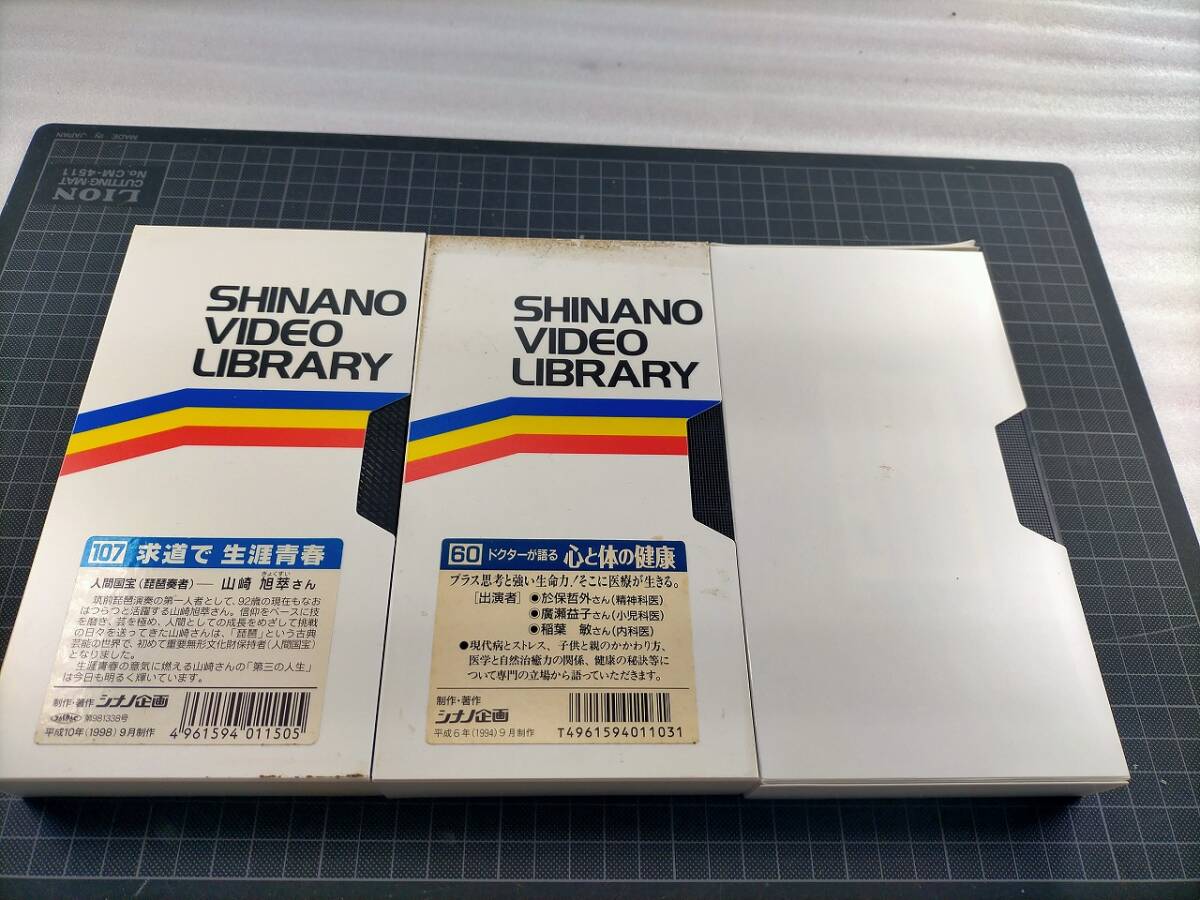 MADE IN JAPAN
LION
CUTTING-MAT
No.CM-4511
SHINANO
VIDEO
LIBRARY
107 求道で 生涯青春
人間国宝(琵琶奏者)── 山崎 旭萃さん
きょくすい
筑前琵琶演奏の第一人者として、92歳の現在もなお
はつらつと活躍する山崎旭萃さん。信仰をベースに技
を磨き、芸を極め、人間としての成長をめざして挑戦
の日々を送ってきた山崎さんは、「琵琶」という古典
芸能の世界で、初めて重要無形文化財保持者(人間国宝)
となりました。
生涯青春の意気に燃える山崎さんの「第三の人生」
は今日も明るく輝いています。
制作・著作 シナノ企画
第981338号
平成10年(1998)9月制作
4 961594 011505
SHINANO
VIDEO
LIBRARY
60 ドクターが語る 心と体の健康
プラス思考と強い生命力!そこに医療が生きる。
[出演者] ●於保哲外さん(精神科医)
●廣瀬益子さん(小児科医)
●稲葉 敏さん(内科医)
●現代病とストレス、子供と親のかかわり方、
医学と自然治癒力の関係、健康の秘訣等に
ついて専門の立場から語っていただきます。
制作・著作
シナノ企画
平成6年(1994)9月制作
T4961594011031